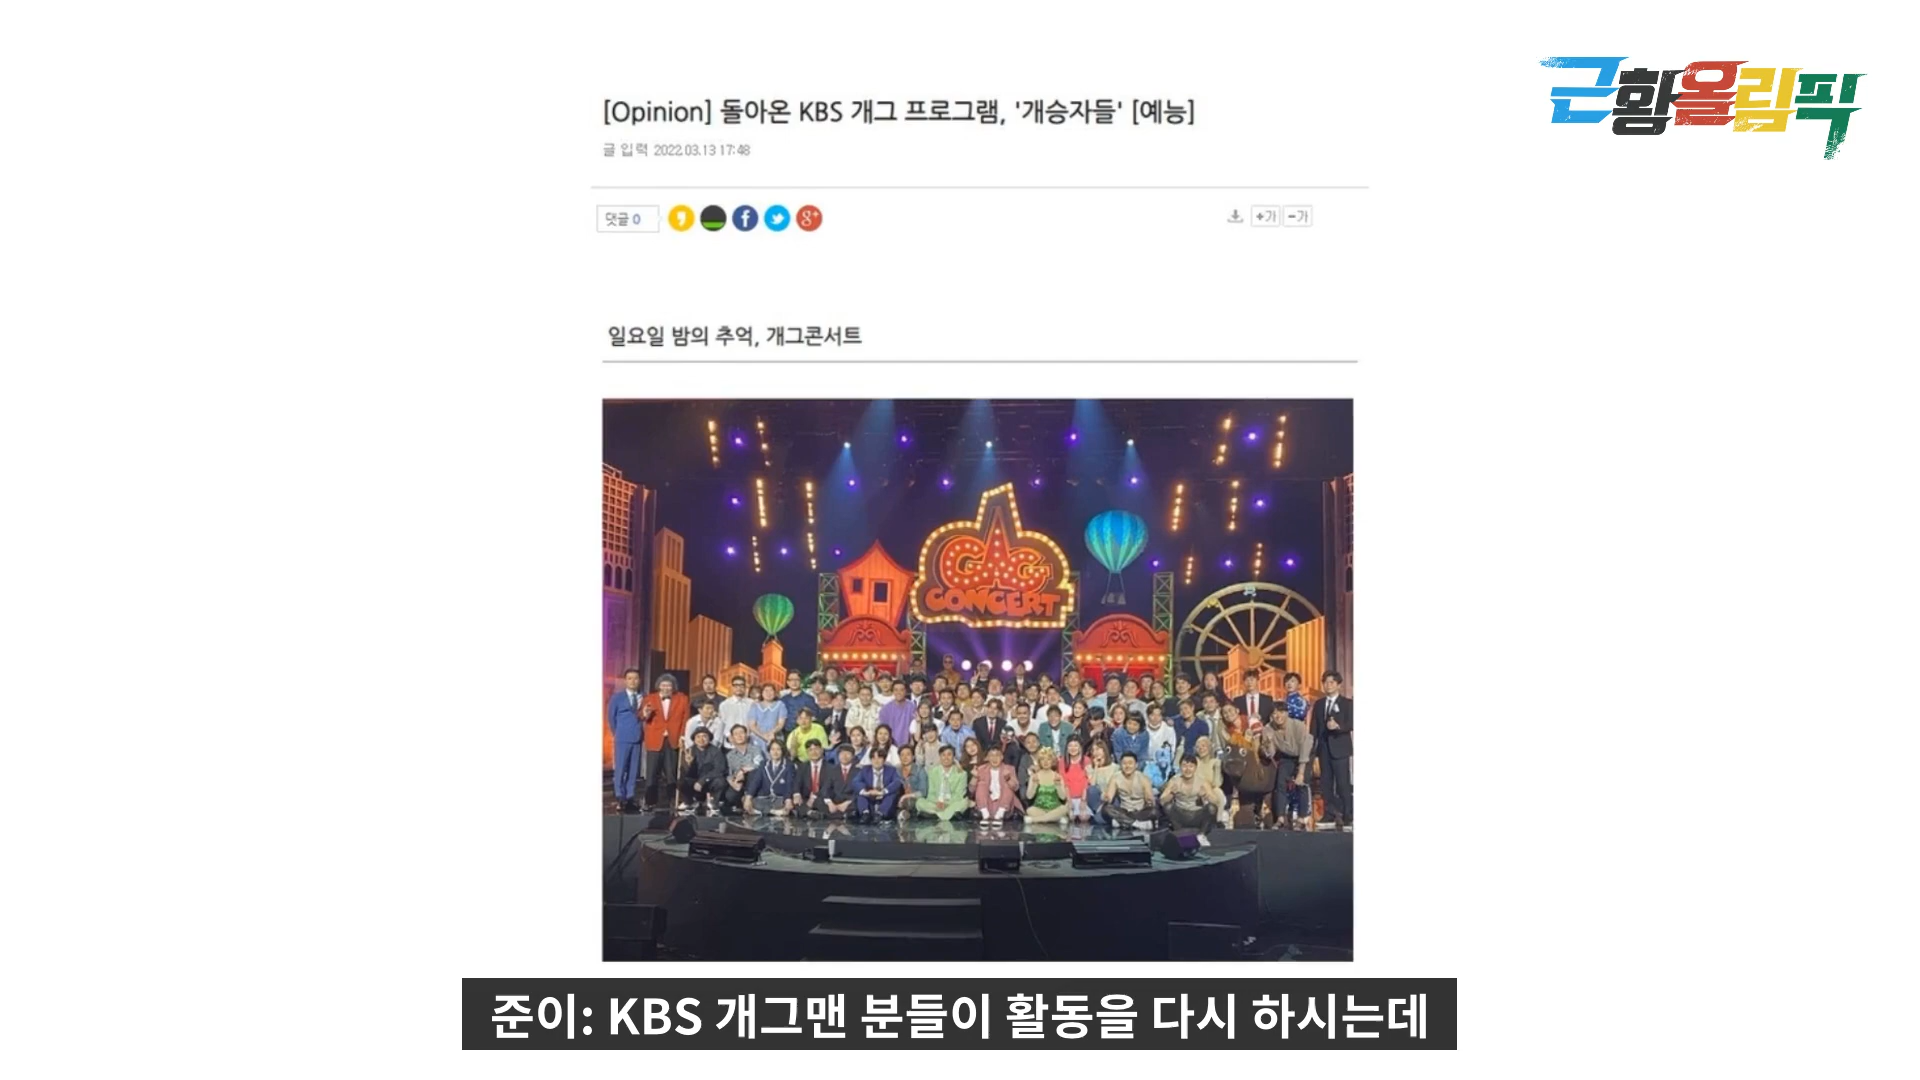 근황올림픽
[Opinion] 돌아온 KBS 개그 프로그램, '개승자들' [예능]
글 입력 2022.03.13 17:48
댓글 0
+가 -가
일요일 밤의 추억, 개그콘서트
GAG
CONCERT
준이: KBS 개그맨 분들이 활동을 다시 하시는데